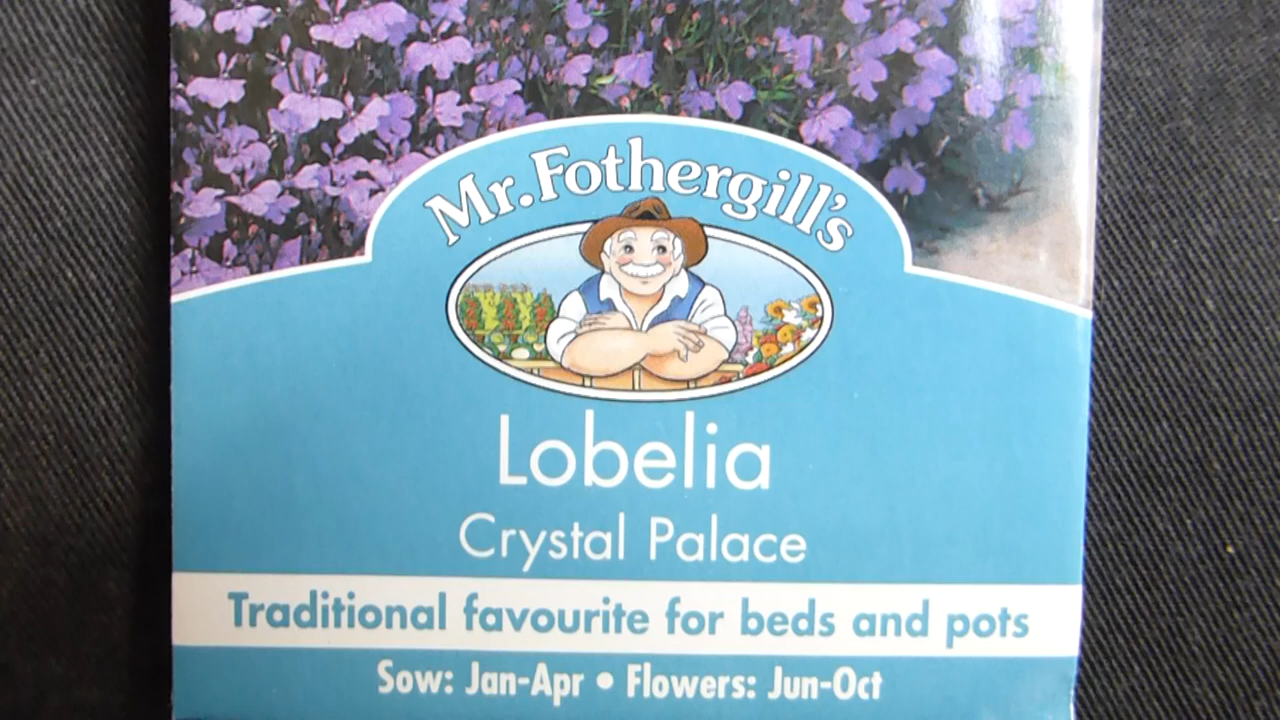 Mr. Fothergill's
Lobelia
Crystal Palace
Traditional favourite for beds and pots
Sow: Jan-Apr • Flowers: Jun-Oct